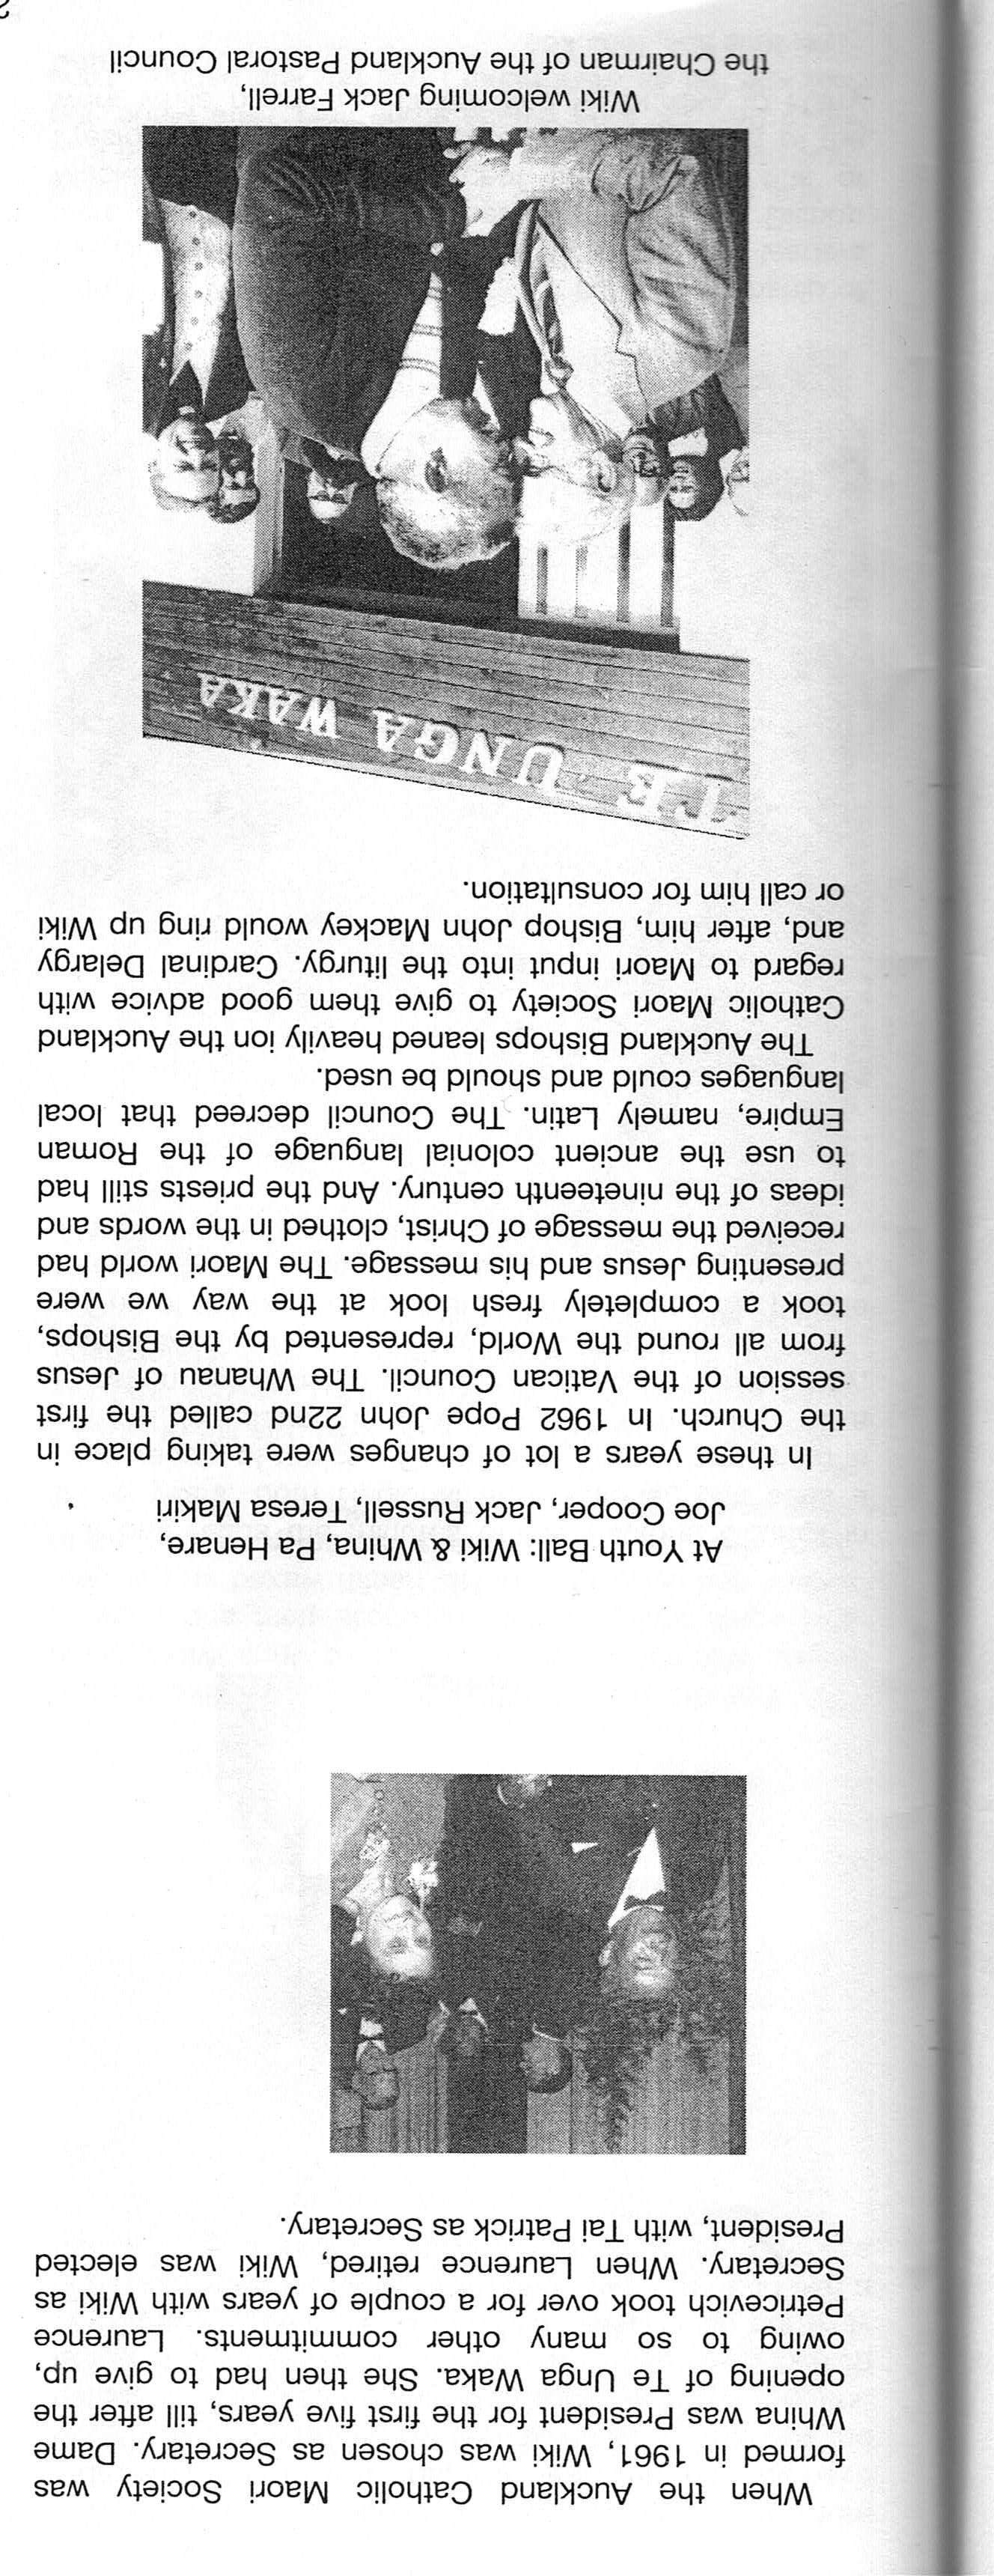 When the Auckland Catholic Maori Society was
formed in 1961, Wiki was chosen as Secretary. Dame
Whina was President for the first five years, till after the
opening of Te Unga Waka. She then had to give up,
owing to so many other commitments. Laurence
Petricevich took over for a couple of years with Wiki as
Secretary. When Laurence retired, Wiki was elected
President, with Tai Patrick as Secretary.
At Youth Ball: Wiki & Whina, Pa Henare,
Joe Cooper, Jack Russell, Teresa Makiri
In these years a lot of changes were taking place in
the Church. In 1962 Pope John 22nd called the first
session of the Vatican Council. The Whanau of Jesus
from all round the World, represented by the Bishops,
took a completely fresh look at the way we were
presenting Jesus and his message. The Maori world had
received the message of Christ, clothed in the words and
ideas of the nineteenth century. And the priests still had
to use the ancient colonial language of the Roman
Empire, namely Latin. The Council decreed that local
languages could and should be used.
The Auckland Bishops leaned heavily ion the Auckland
Catholic Maori Society to give them good advice with
regard to Maori input into the liturgy. Cardinal Delargy
and, after him, Bishop John Mackey would ring up Wiki
or call him for consultation.
TE UNGA WAKA
Wiki welcoming Jack Farrell,
the Chairman of the Auckland Pastoral Council